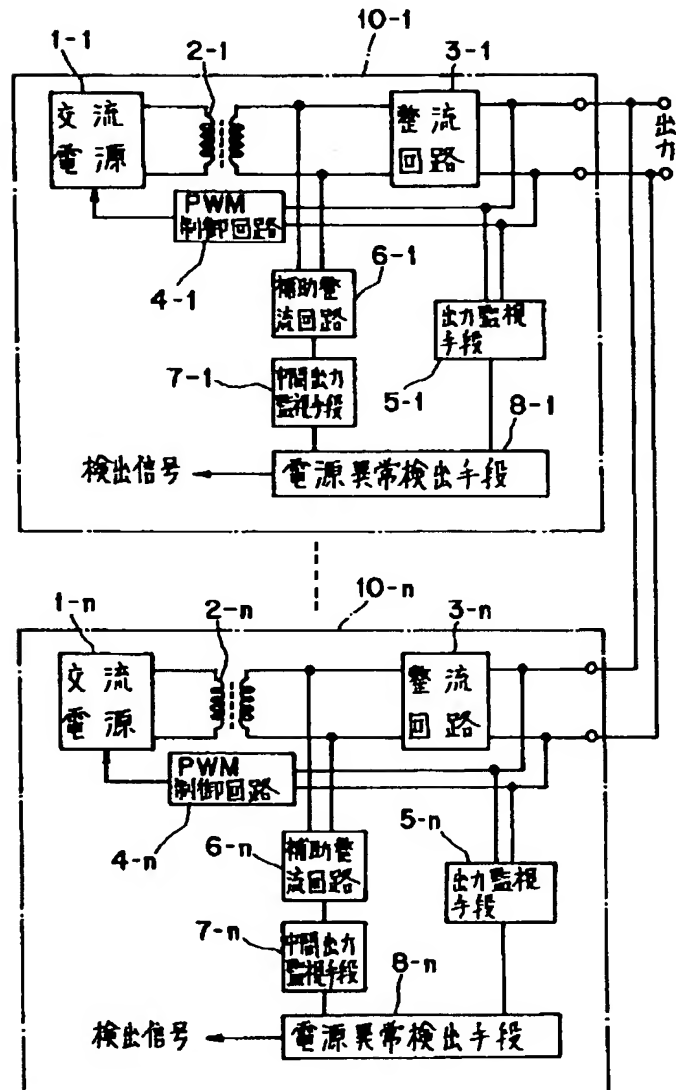 10-1
1-1
2-1
3-1
交流
電源
整流
回路
出力
PWM
制御回路
4-1
6-1
補助整
流回路
出力監視
手段
5-1
7-1
中間出力
監視手段
8-1
検出信号
電源異常検出手段
10-n
1-n
2-n
3-n
交流
電源
整流
回路
PWM
制御回路
4-n
5-n
6-n
補助整
流回路
出力監視
手段
7-n
中間出力
監視手段
8-n
検出信号
電源異常検出手段